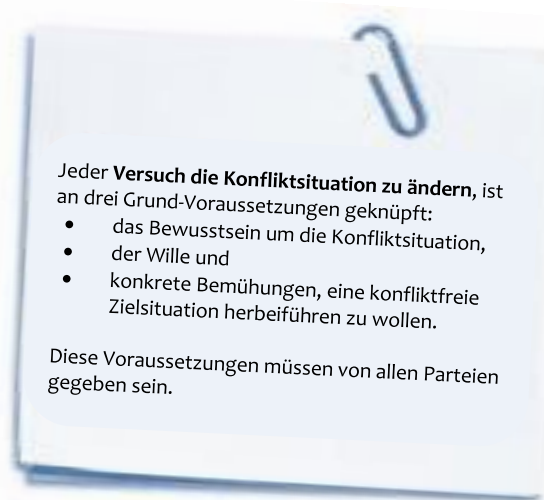 Jeder Versuch die Konfliktsituation zu ändern, ist
an drei Grund-Voraussetzungen geknüpft:
• das Bewusstsein um die Konfliktsituation,
• der Wille und
• konkrete Bemühungen, eine konfliktfreie
Zielsituation herbeiführen zu wollen.
Diese Voraussetzungen müssen von allen Parteien
gegeben sein.